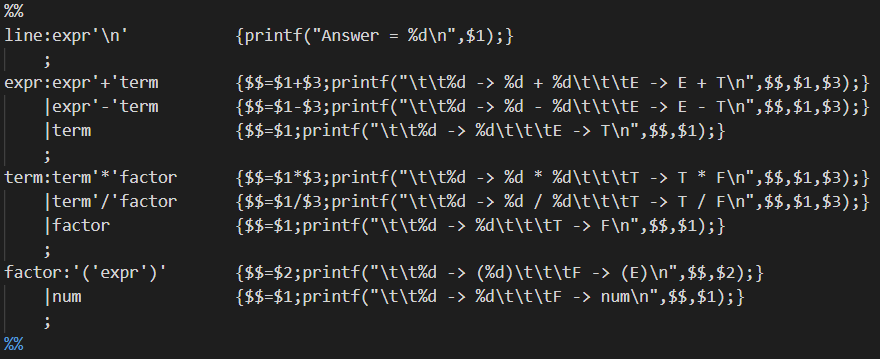 %%
line:expr'\n'           {printf("Answer = %d\n",$1);}
    ;
expr:expr'+'term        {$$=$1+$3;printf("\t\t%d -> %d + %d\t\t\tE -> E + T\n",$$,$1,$3);}
    |expr'-'term        {$$=$1-$3;printf("\t\t%d -> %d - %d\t\t\tE -> E - T\n",$$,$1,$3);}
    |term               {$$=$1;printf("\t\t%d -> %d\t\t\tE -> T\n",$$,$1);}
    ;
term:term'*'factor      {$$=$1*$3;printf("\t\t%d -> %d * %d\t\t\tT -> T * F\n",$$,$1,$3);}
    |term'/'factor      {$$=$1/$3;printf("\t\t%d -> %d / %d\t\t\tT -> T / F\n",$$,$1,$3);}
    |factor             {$$=$1;printf("\t\t%d -> %d\t\t\tT -> F\n",$$,$1);}
    ;
factor:'('expr')'       {$$=$2;printf("\t\t%d -> (%d)\t\t\tF -> (E)\n",$$,$2);}
    |num                {$$=$1;printf("\t\t%d -> %d\t\t\tF -> num\n",$$,$1);}
    ;
%%